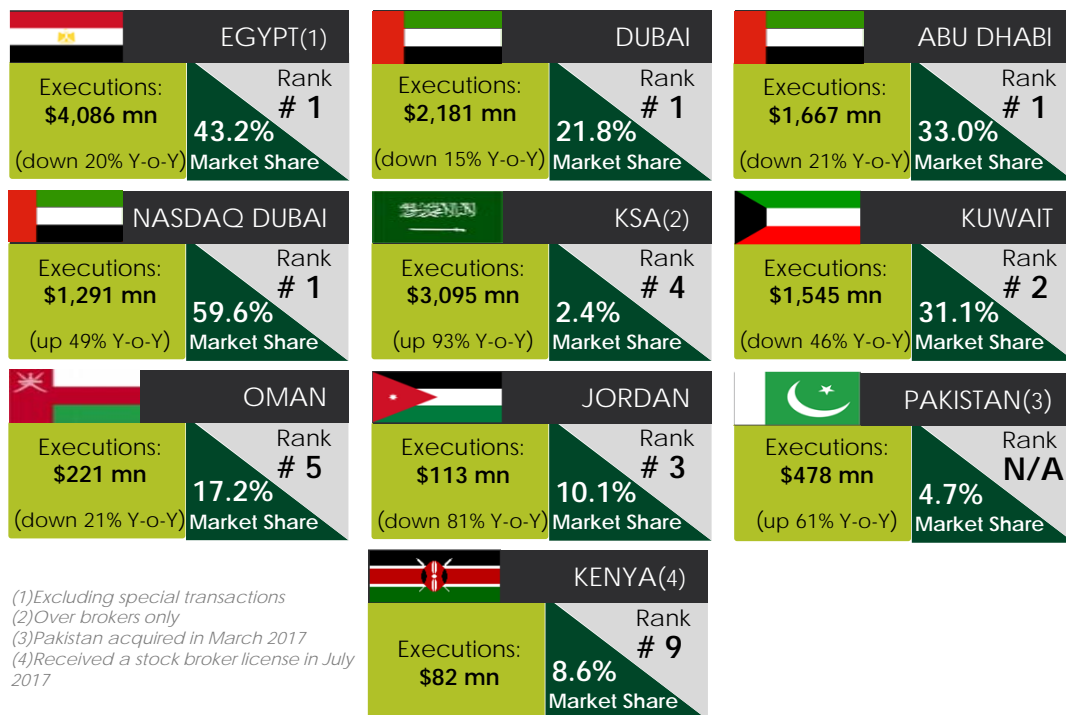 EGYPT(1)
Executions:
$4,086 mn
(down 20% Y-o-Y)
43.2%
Market Share
Rank
# 1
DUBAI
Executions:
$2,181 mn
(down 15% Y-o-Y)
21.8%
Market Share
Rank
# 1
ABU DHABI
Executions:
$1,667 mn
(down 21% Y-o-Y)
33.0%
Market Share
Rank
# 1
NASDAQ DUBAI
Executions:
$1,291 mn
(up 49% Y-o-Y)
59.6%
Market Share
Rank
# 1
KSA(2)
Executions:
$3,095 mn
(up 93% Y-o-Y)
2.4%
Market Share
Rank
# 4
KUWAIT
Executions:
$1,545 mn
(down 46% Y-o-Y)
31.1%
Market Share
Rank
# 2
OMAN
Executions:
$221 mn
(down 21% Y-o-Y)
17.2%
Market Share
Rank
# 5
JORDAN
Executions:
$113 mn
(down 81% Y-o-Y)
10.1%
Market Share
Rank
# 3
PAKISTAN(3)
Executions:
$478 mn
(up 61% Y-o-Y)
4.7%
Market Share
Rank
N/A
KENYA(4)
Executions:
$82 mn
8.6%
Market Share
Rank
# 9
(1)Excluding special transactions
(2)Over brokers only
(3)Pakistan acquired in March 2017
(4)Received a stock broker license in July
2017